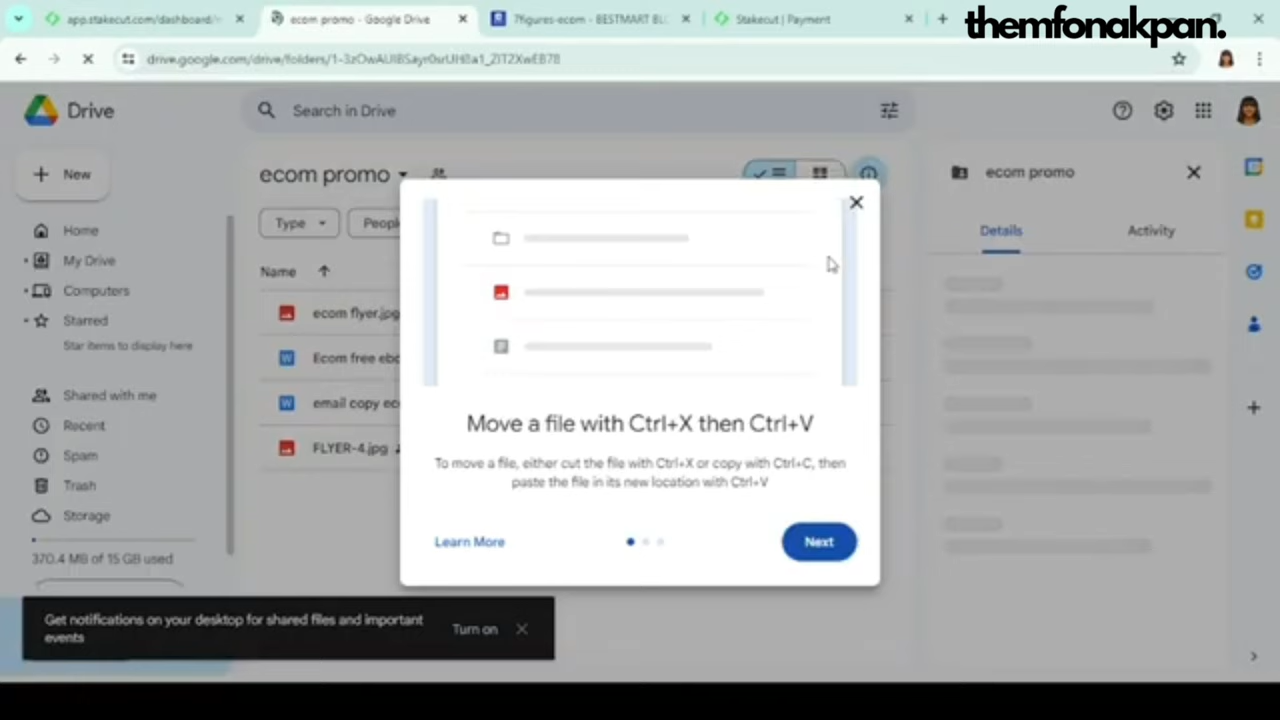 app.stakecut.com/dashboard/
ecom promo - Google Drive
7figures-ecom - BESTMART BL
Stakecut | Payment
themfonakpan.
Drive
Search in Drive
New
ecom promo
ecom promo
Type
Peopl
Details
Activity
Home
My Drive
Computers
Starred
Star items to display here
Shared with me
Recent
Spam
Trash
Storage
370.4 MB of 15 GB used
Name
ecom flyer.jpg
Ecom free ebo
email copy ec
FLYER-4.jpg
Move a file with Ctrl+X then Ctrl+V
To move a file, either cut the file with Ctrl+X or copy with Ctrl+C, then
paste the file in its new location with Ctrl+V
Learn More
Next
Get notifications on your desktop for shared files and important
events
Turn on